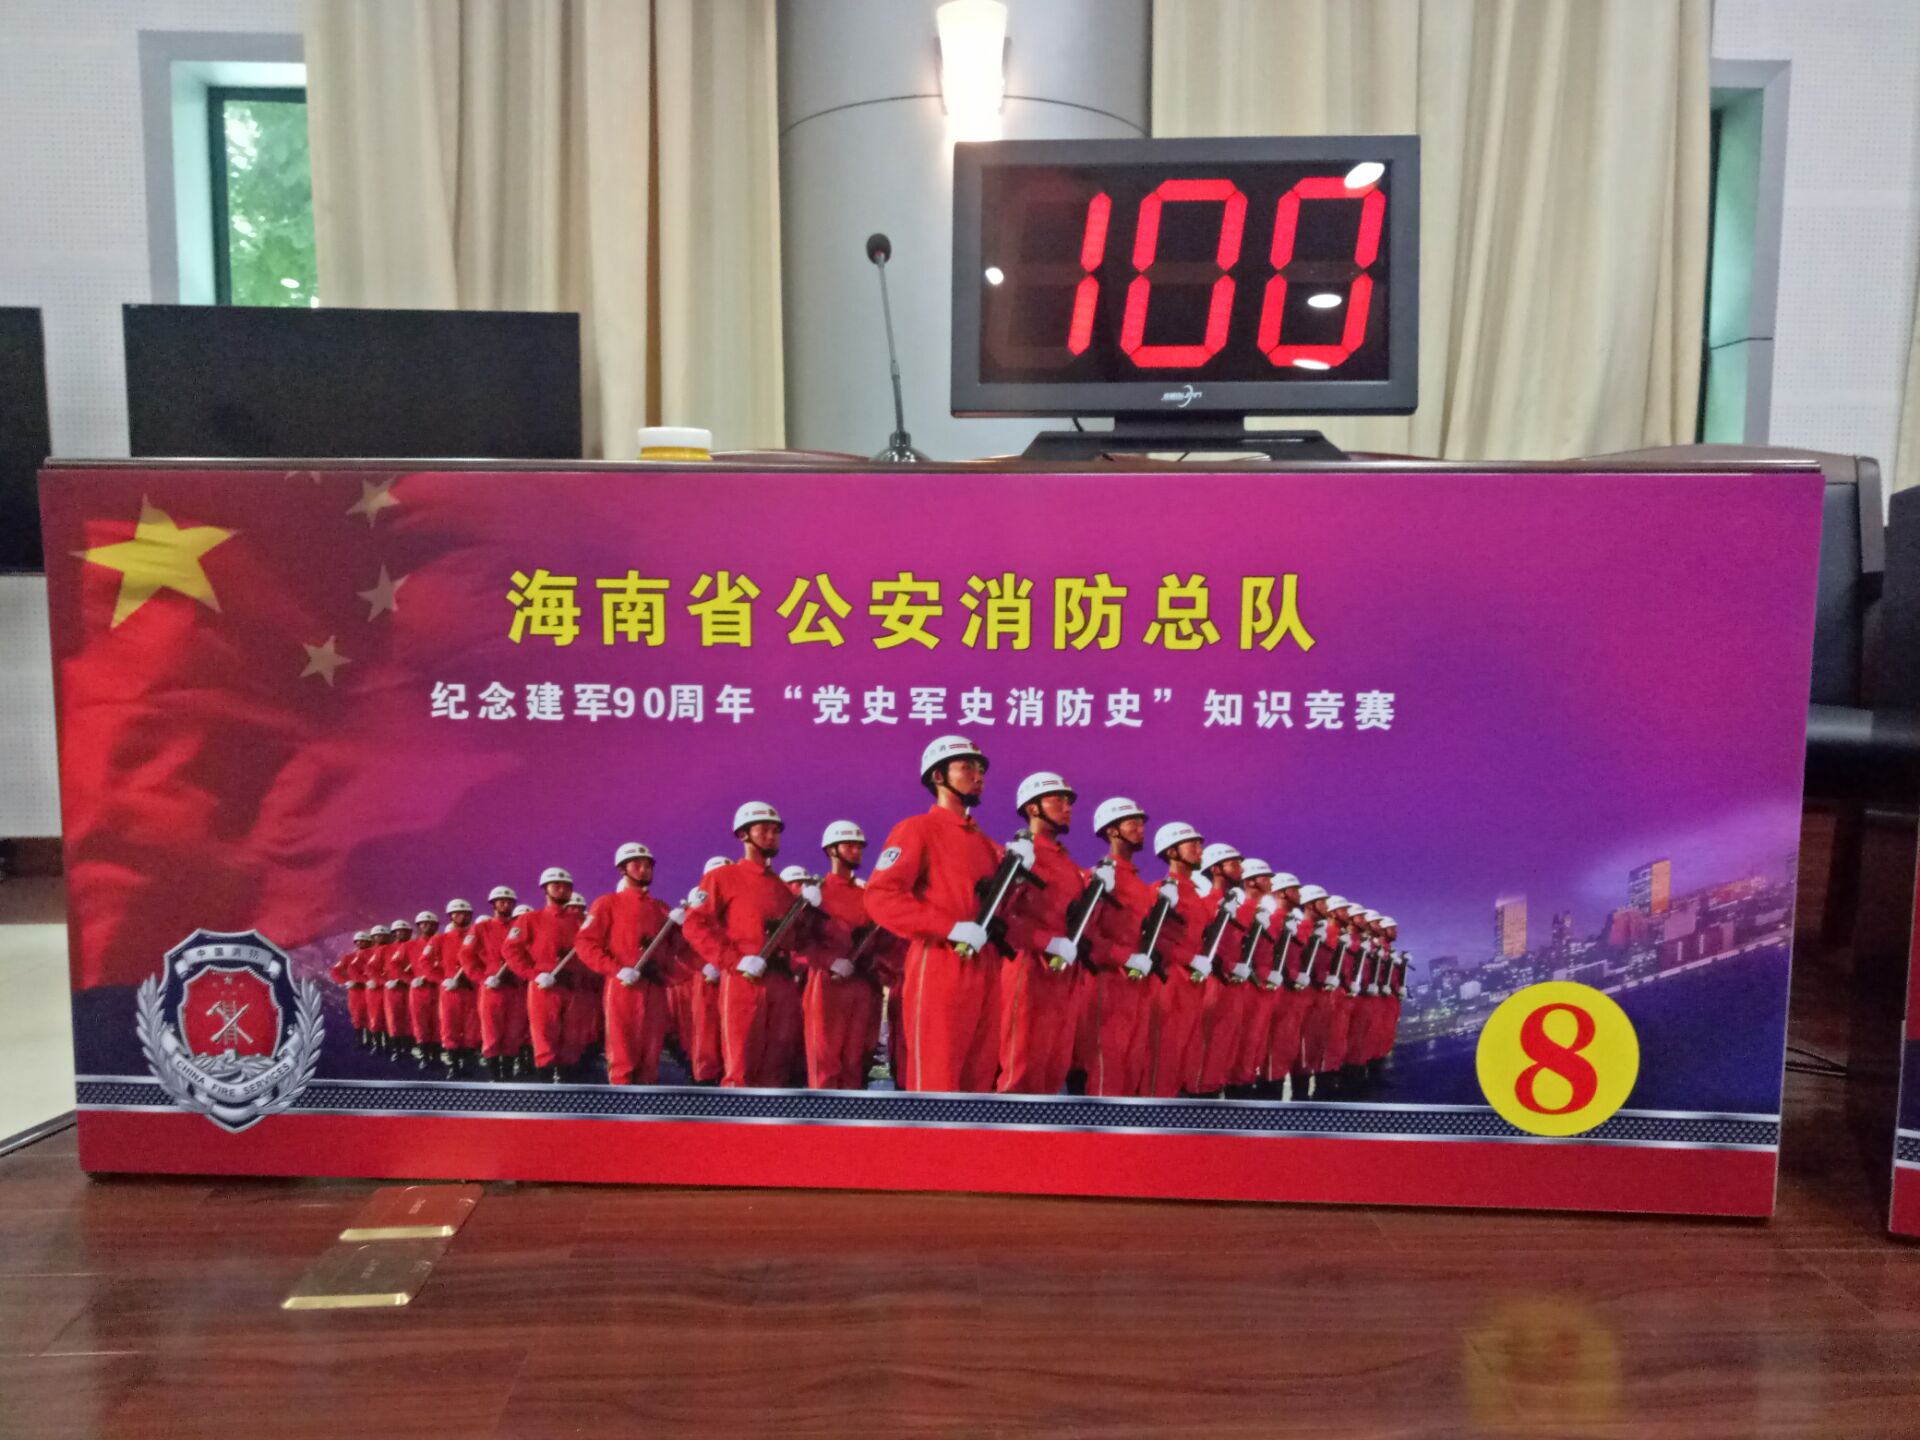 100
海南省公安消防总队
纪念建军90周年“党史军史消防史”知识竞赛
中国消防
CHINA FIRE SERVICES
8